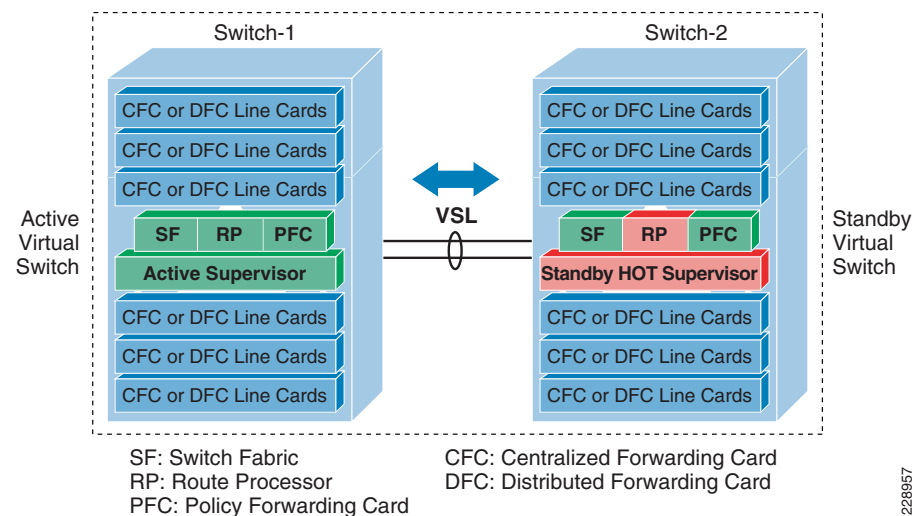 Switch-1
Switch-2
CFC or DFC Line Cards
CFC or DFC Line Cards
CFC or DFC Line Cards
CFC or DFC Line Cards
CFC or DFC Line Cards
CFC or DFC Line Cards
Active
Virtual
Switch
SF RP PFC
Active Supervisor
VSL
SF RP PFC
Standby HOT Supervisor
Standby
Virtual
Switch
CFC or DFC Line Cards
CFC or DFC Line Cards
CFC or DFC Line Cards
CFC or DFC Line Cards
CFC or DFC Line Cards
CFC or DFC Line Cards
SF: Switch Fabric
RP: Route Processor
PFC: Policy Forwarding Card
CFC: Centralized Forwarding Card
DFC: Distributed Forwarding Card
228957